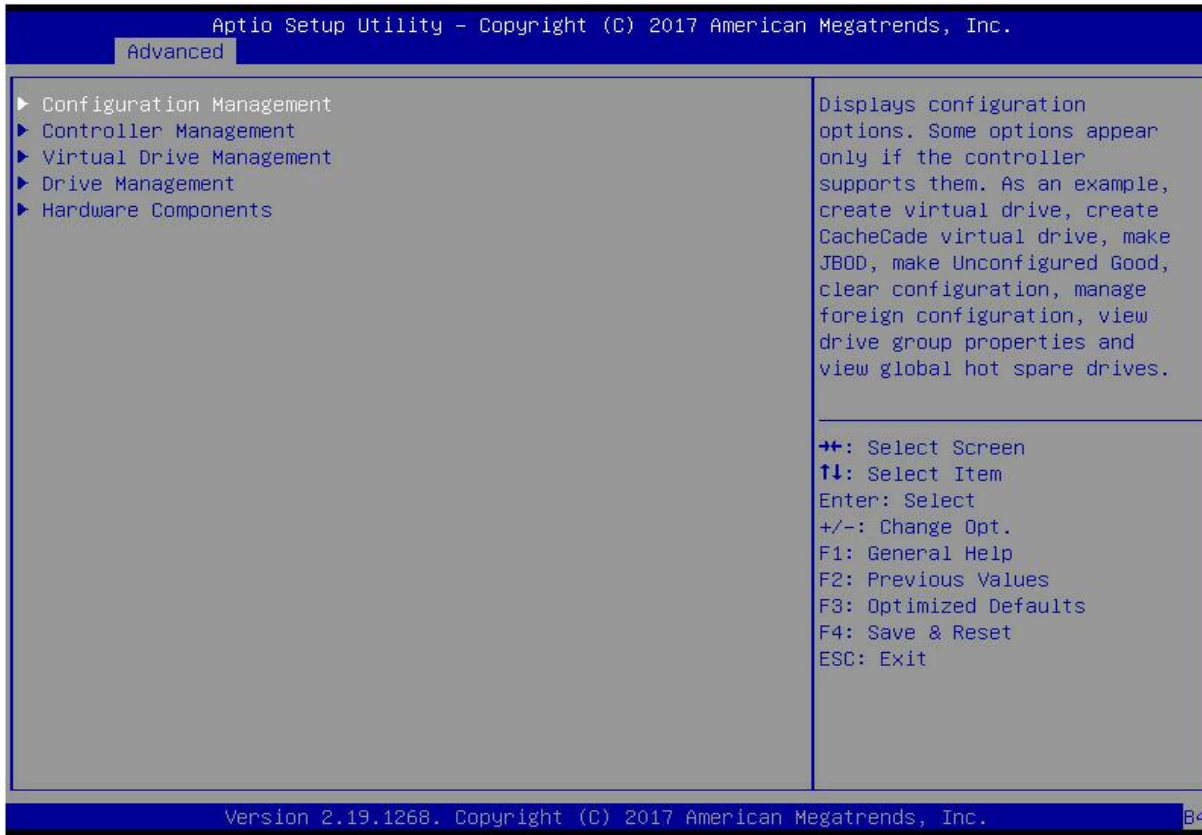 Aptio Setup Utility – Copyright (C) 2017 American Megatrends, Inc.
Advanced
▶ Configuration Management
▶ Controller Management
▶ Virtual Drive Management
▶ Drive Management
▶ Hardware Components
Displays configuration
options. Some options appear
only if the controller
supports them. As an example,
create virtual drive, create
CacheCade virtual drive, make
JBOD, make Unconfigured Good,
clear configuration, manage
foreign configuration, view
drive group properties and
view global hot spare drives.
→←: Select Screen
↑↓: Select Item
Enter: Select
+/-: Change Opt.
F1: General Help
F2: Previous Values
F3: Optimized Defaults
F4: Save & Reset
ESC: Exit
Version 2.19.1268. Copyright (C) 2017 American Megatrends, Inc.